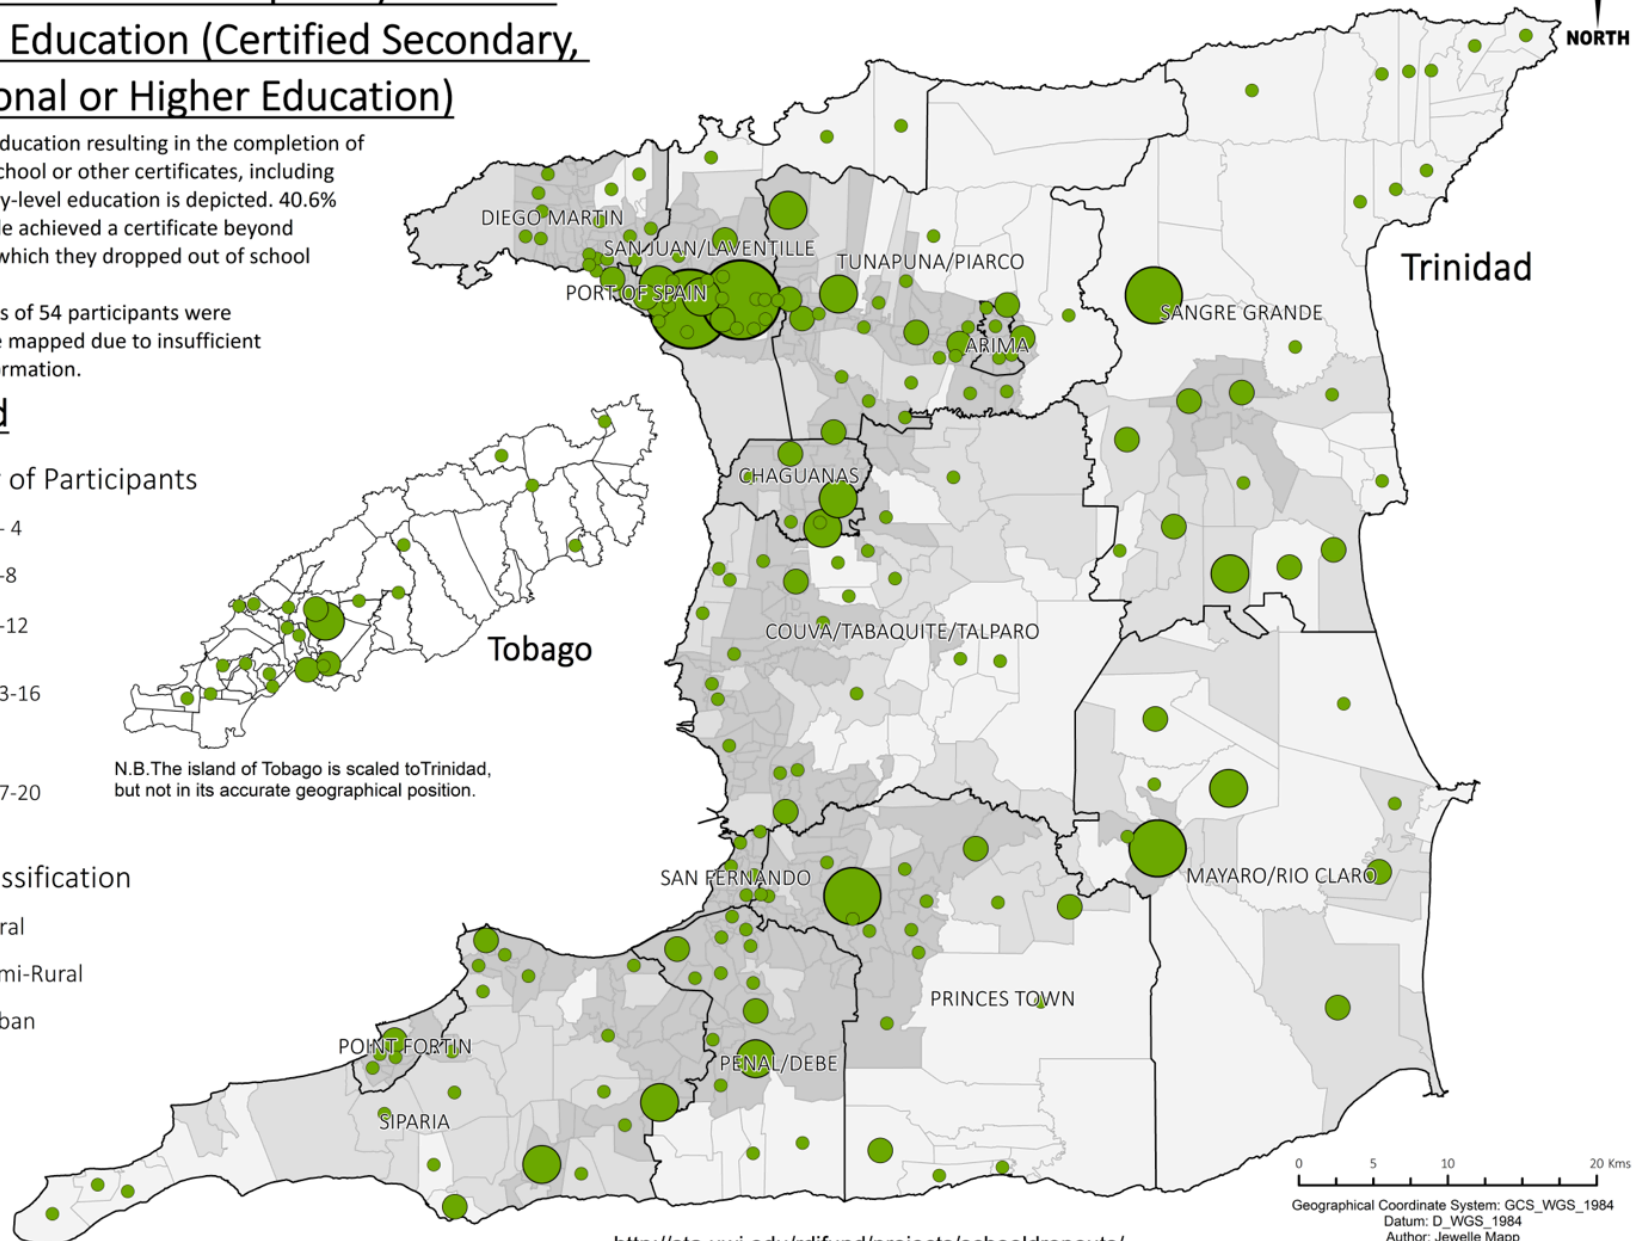 Education (Certified Secondary,
onal or Higher Education)
ducation resulting in the completion of
chool or other certificates, including
y-level education is depicted. 40.6%
le achieved a certificate beyond
which they dropped out of school
s of 54 participants were
e mapped due to insufficient
ormation.
d
r of Participants
- 4
-8
-12
3-16
7-20
ssification
ral
mi-Rural
ban
NORTH
Trinidad
Tobago
N.B.The island of Tobago is scaled toTrinidad,
but not in its accurate geographical position.
DIEGO MARTIN
SAN JUAN/LAVENTILLE
PORT OF SPAIN
TUNAPUNA/PIARCO
ARIMA
SANGRE GRANDE
CHAGUANAS
COUVA/TABAQUITE/TALPARO
SAN FERNANDO
MAYARO/RIO CLARO
PRINCES TOWN
POINT FORTIN
PENAL/DEBE
SIPARIA
0 5 10 20 Kms
Geographical Coordinate System: GCS_WGS_1984
Datum: D_WGS_1984
Author: Jewelle Mapp